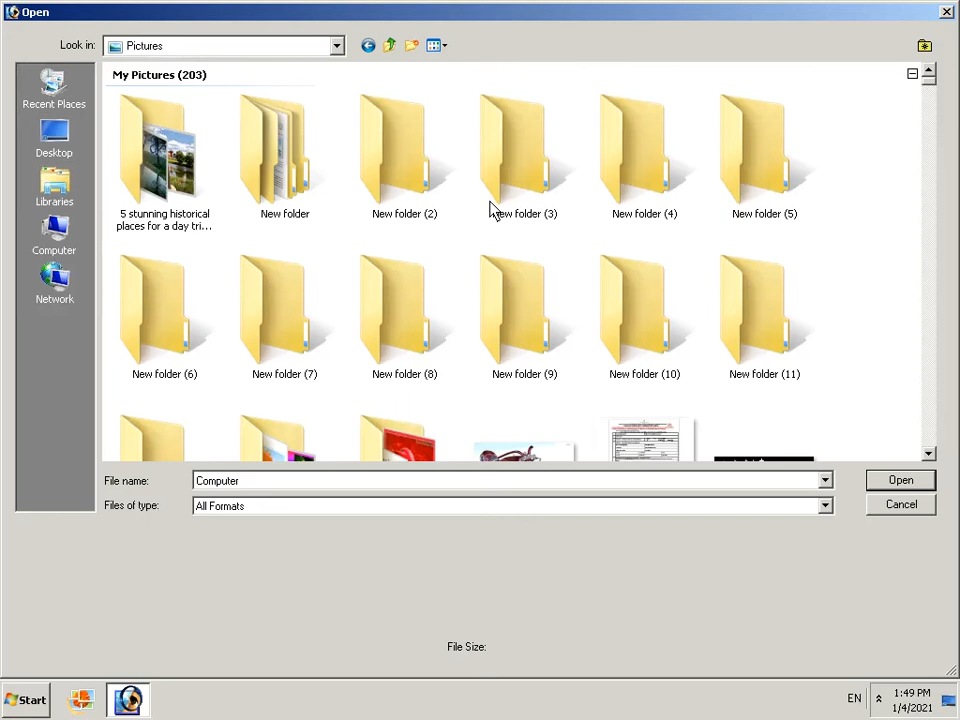 Open
Look in: Pictures
My Pictures (203)
Recent Places
Desktop
Libraries
Computer
Network
5 stunning historical
places for a day tri...
New folder
New folder (2)
New folder (3)
New folder (4)
New folder (5)
New folder (6)
New folder (7)
New folder (8)
New folder (9)
New folder (10)
New folder (11)
File name: Computer
Open
Files of type: All Formats
Cancel
File Size:
Start
EN
1:49 PM
1/4/2021